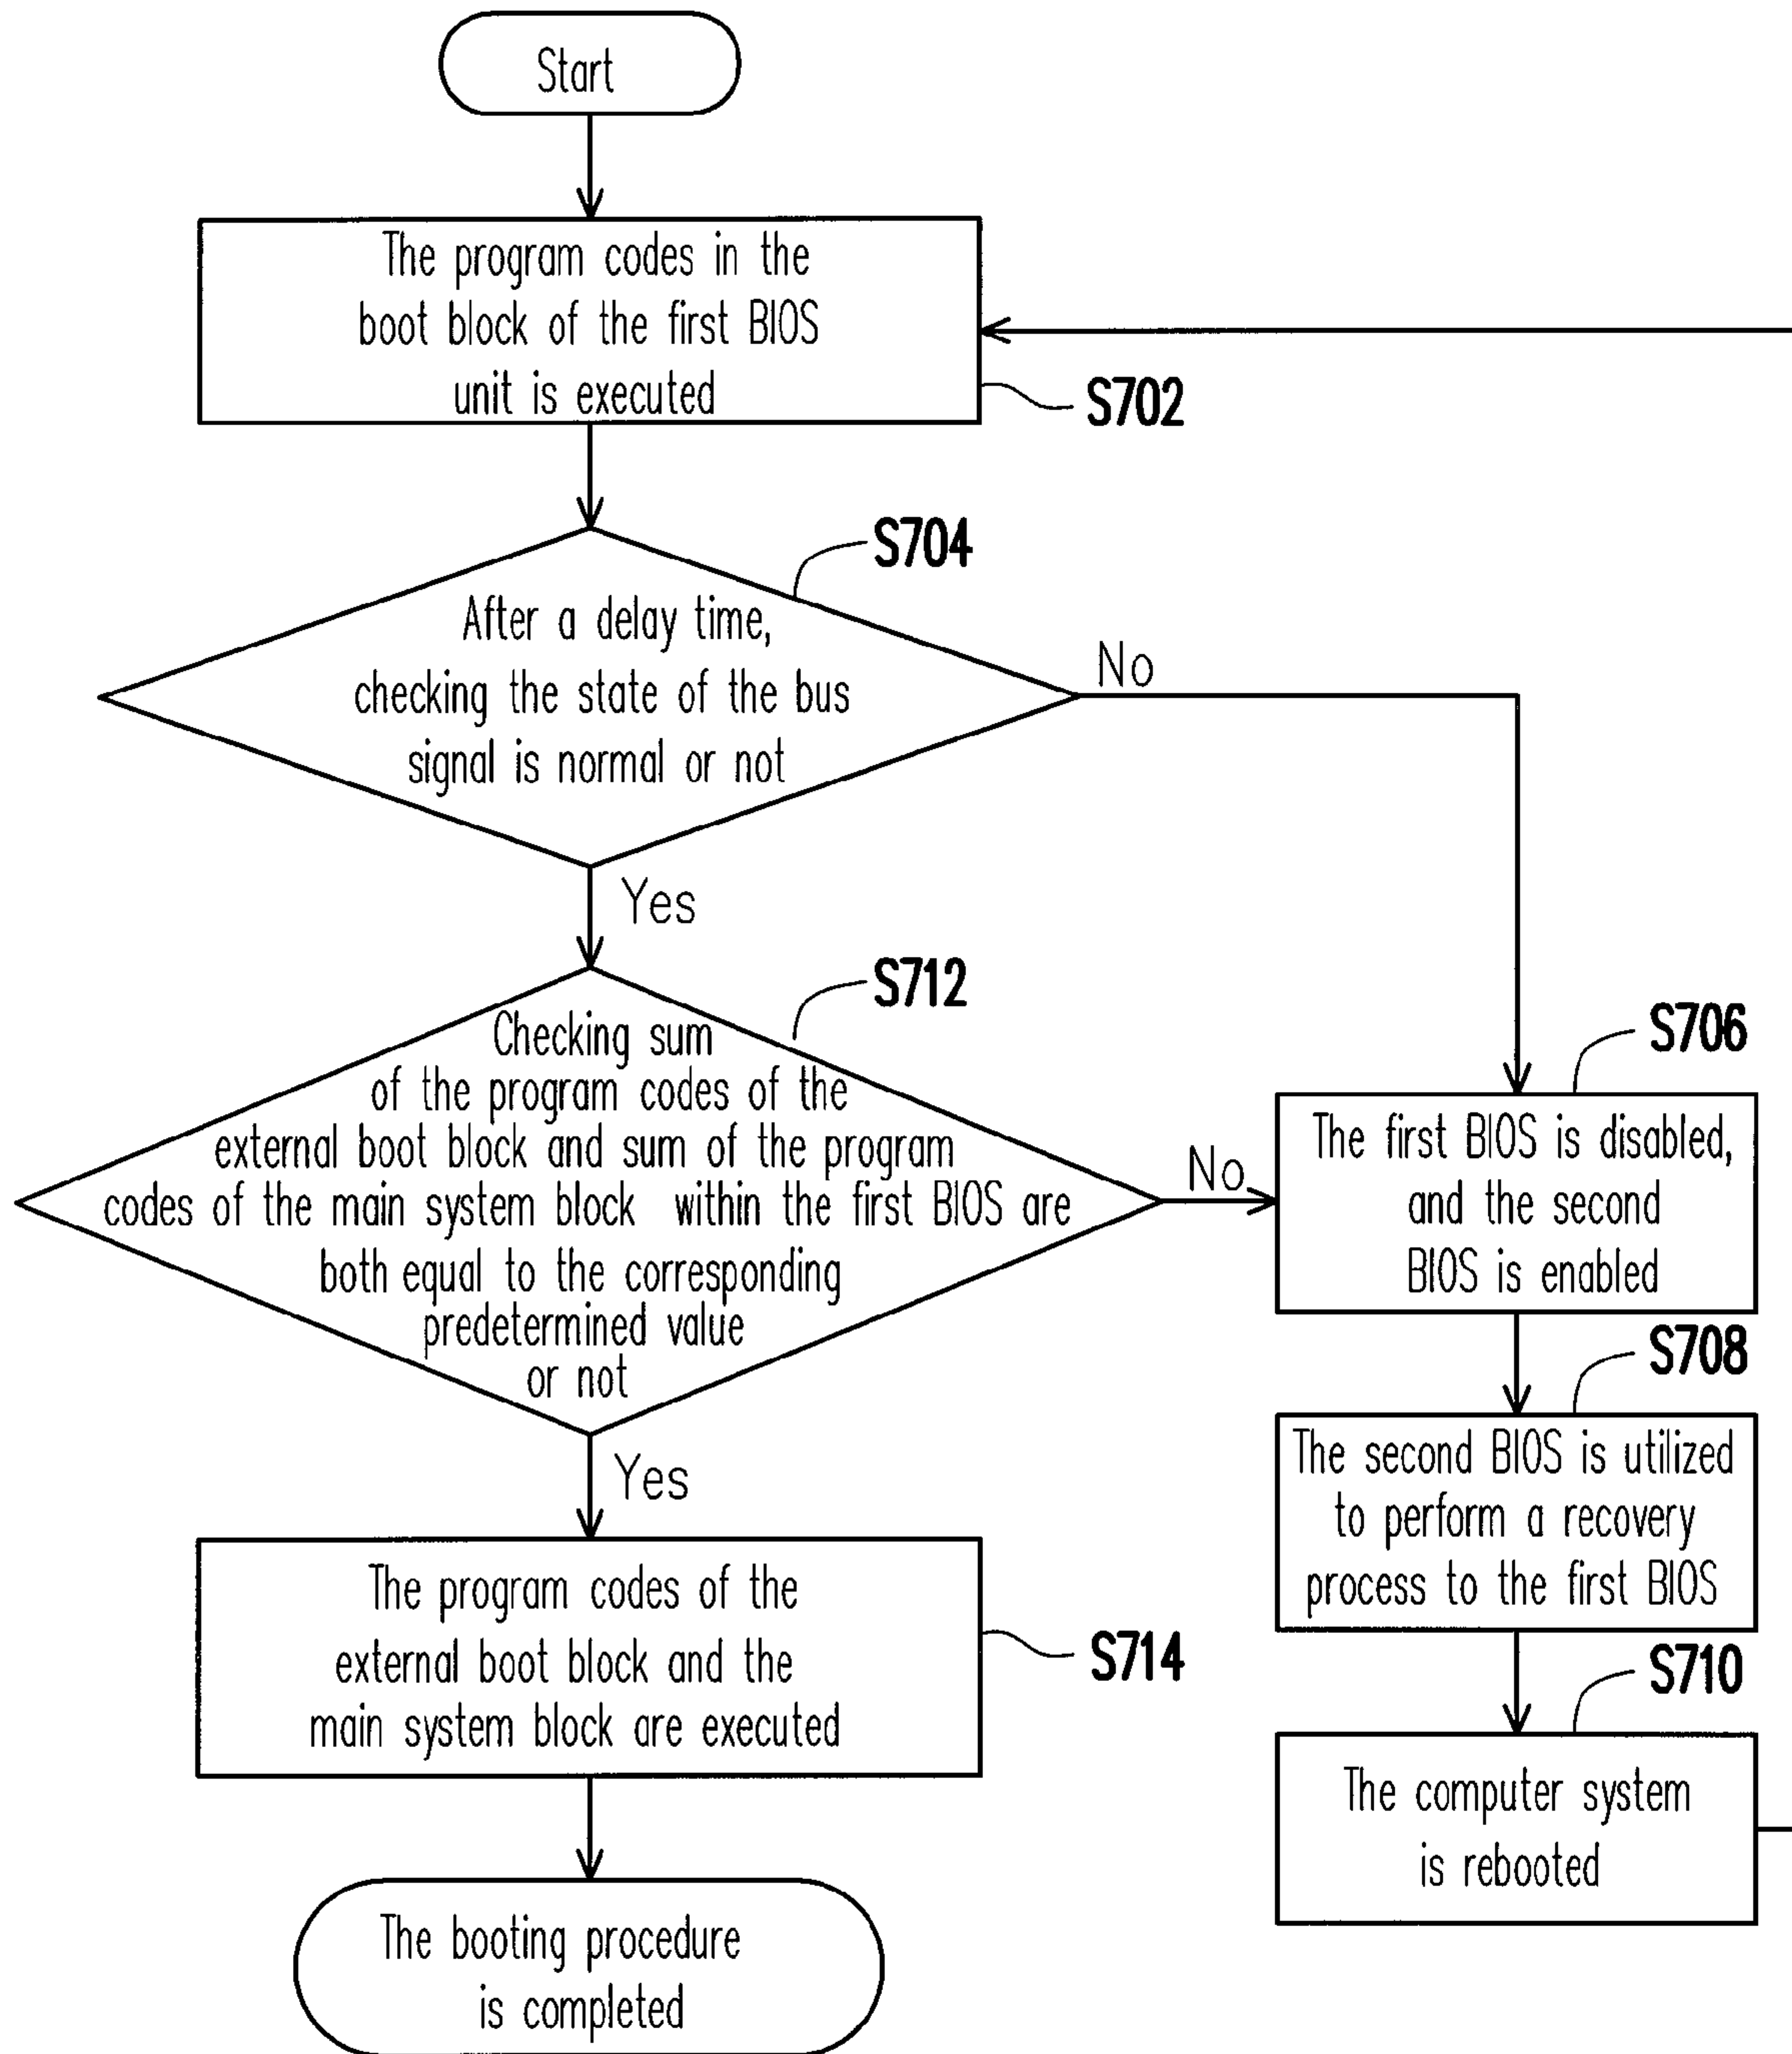 Start
The program codes in the
boot block of the first BIOS
unit is executed
S702
S704
After a delay time,
checking the state of the bus
signal is normal or not
No
Yes
S712
Checking sum
of the program codes of the
external boot block and sum of the program
codes of the main system block within the first BIOS are
both equal to the corresponding
predetermined value
or not
No
Yes
S706
The first BIOS is disabled,
and the second
BIOS is enabled
S708
The second BIOS is utilized
to perform a recovery
process to the first BIOS
S710
The computer system
is rebooted
The program codes of the
external boot block and the
main system block are executed
S714
The booting procedure
is completed